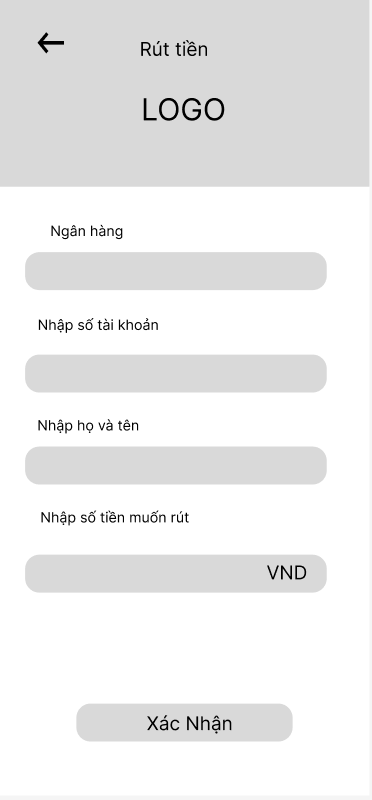 Rút tiền
LOGO
Ngân hàng
Nhập số tài khoản
Nhập họ và tên
Nhập số tiền muốn rút
VND
Xác Nhận